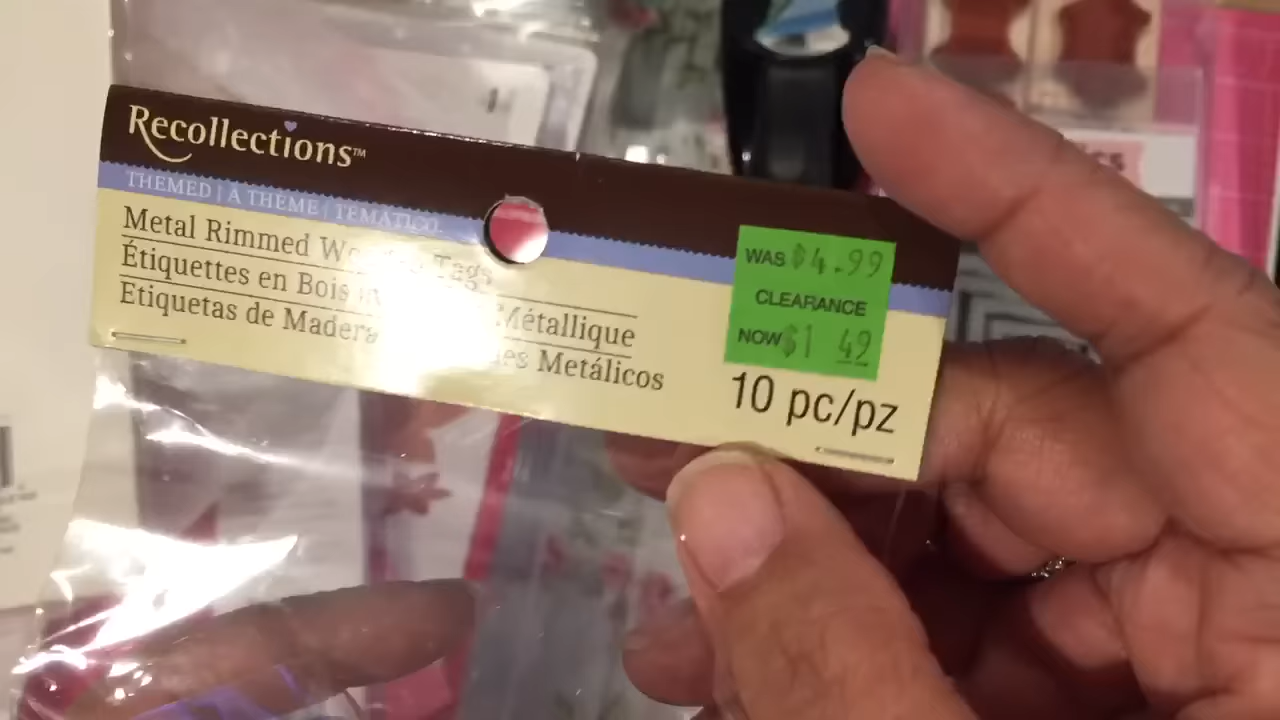 Recollections™
THEMED | À THÈME | TEMÁTICO
Metal Rimmed Wooden Tags
Étiquettes en Bois Métallique
Etiquetas de Madera Metálicos
WAS $4.99
CLEARANCE
NOW $1 49
10 pc/pz